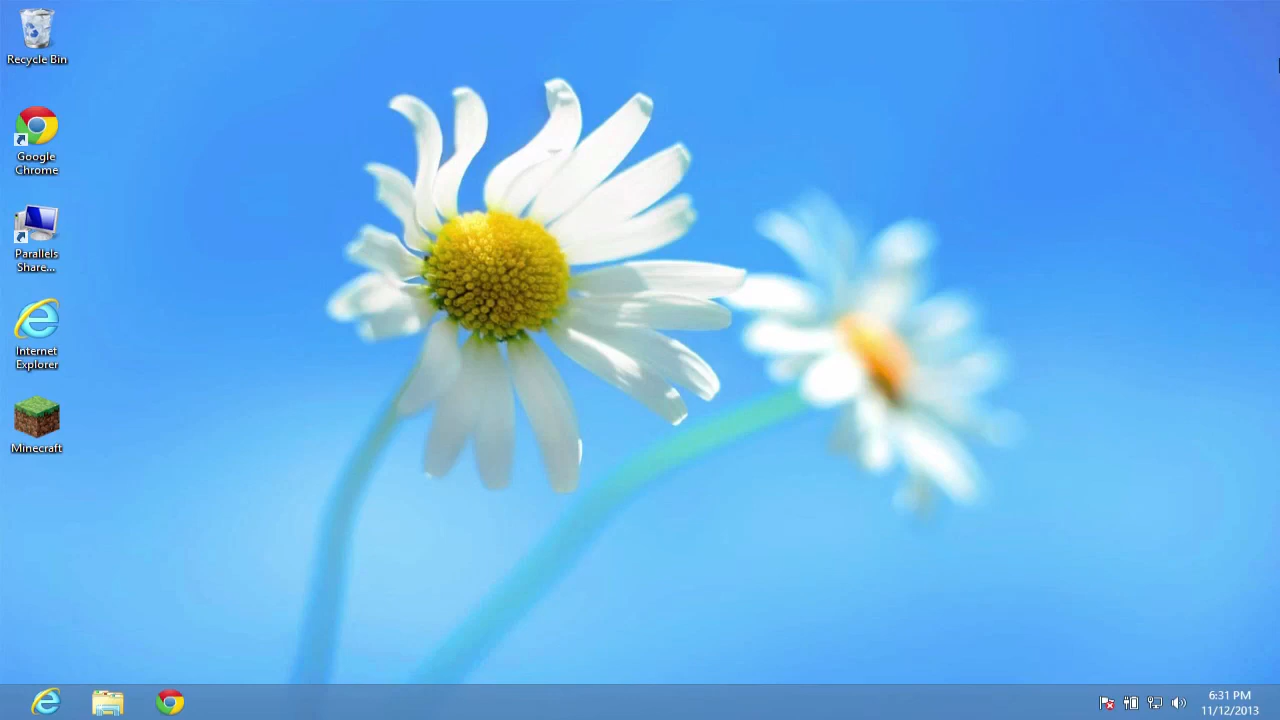 Recycle Bin
Google
Chrome
Parallels
Share...
Internet
Explorer
Minecraft
6:31 PM
11/12/2013